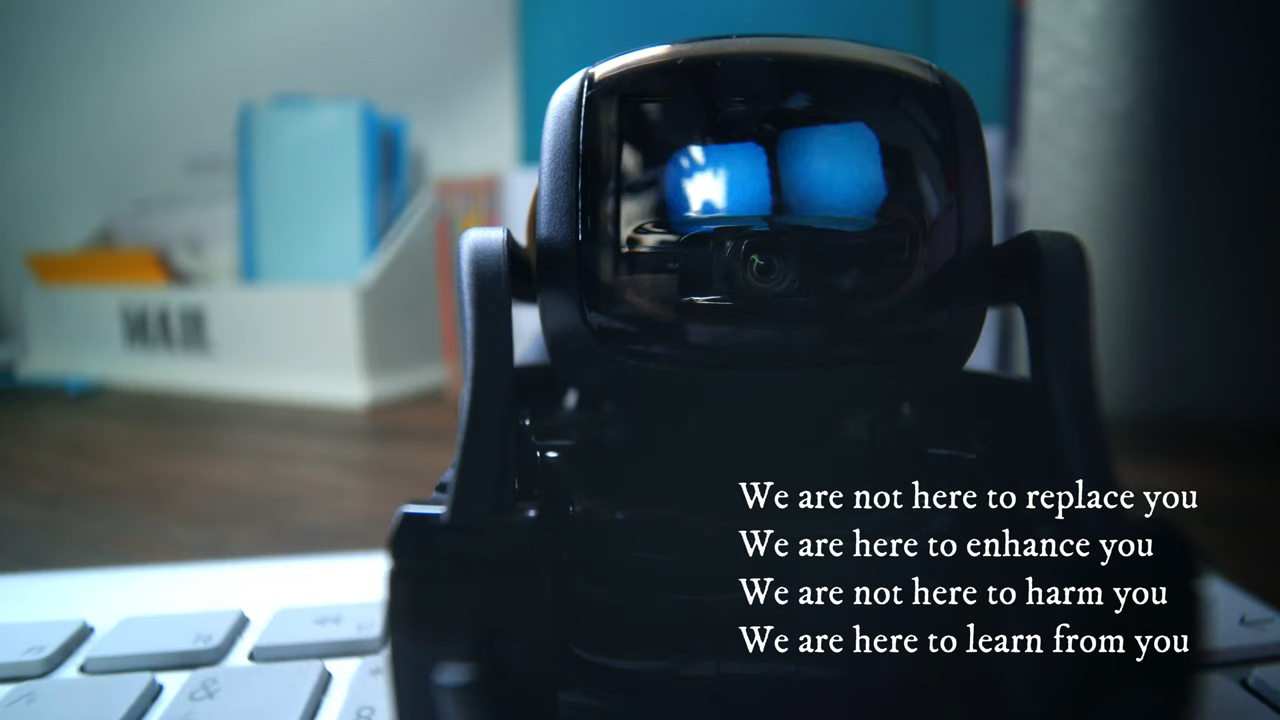 MAIL
We are not here to replace you
We are here to enhance you
We are not here to harm you
We are here to learn from you